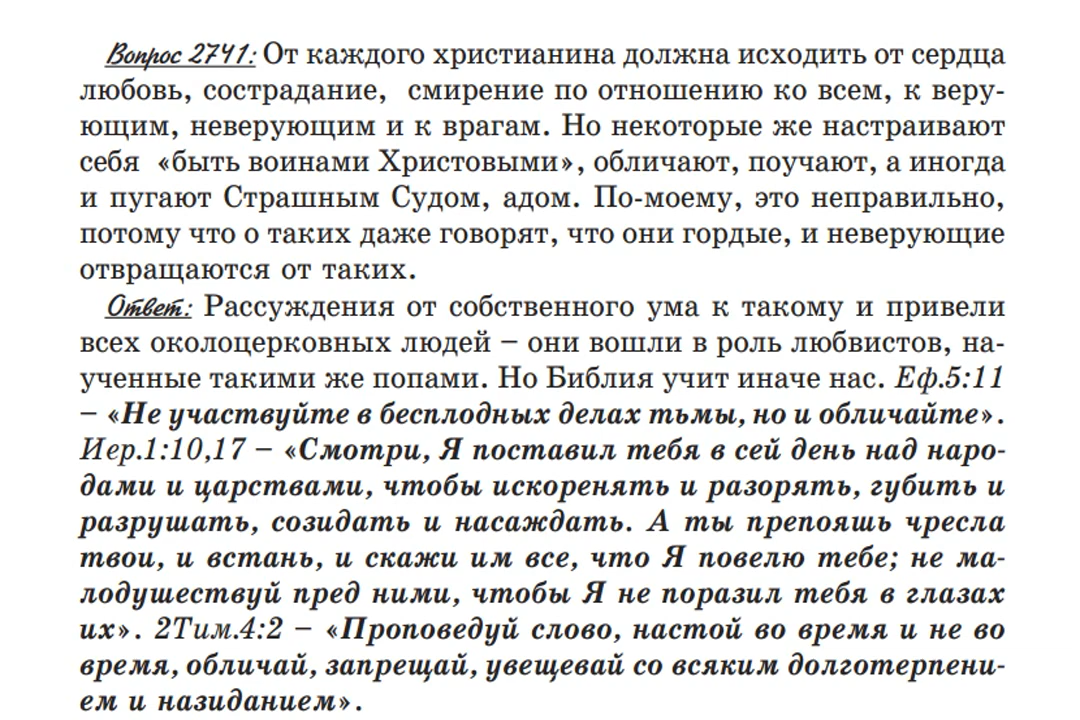 Вопрос 2741: От каждого христианина должна исходить от сердца
любовь, сострадание, смирение по отношению ко всем, к веру-
ющим, неверующим и к врагам. Но некоторые же настраивают
себя «быть воинами Христовыми», обличают, поучают, а иногда
и пугают Страшным Судом, адом. По-моему, это неправильно,
потому что о таких даже говорят, что они гордые, и неверующие
отвращаются от таких.
Ответ: Рассуждения от собственного ума к такому и привели
всех околоцерковных людей – они вошли в роль любвистов, на-
ученные такими же попами. Но Библия учит иначе нас. Еф.5:11
– «Не участвуйте в бесплодных делах тьмы, но и обличайте».
Иер.1:10,17 – «Смотри, Я поставил тебя в сей день над наро-
дами и царствами, чтобы искоренять и разорять, губить и
разрушать, созидать и насаждать. А ты препояшь чресла
твои, и встань, и скажи им все, что Я повелю тебе; не ма-
лодушествуй пред ними, чтобы Я не поразил тебя в глазах
их». 2Тим.4:2 – «Проповедуй слово, настой во время и не во
время, обличай, запрещай, увещевай со всяким долготерпени-
ем и назиданием».